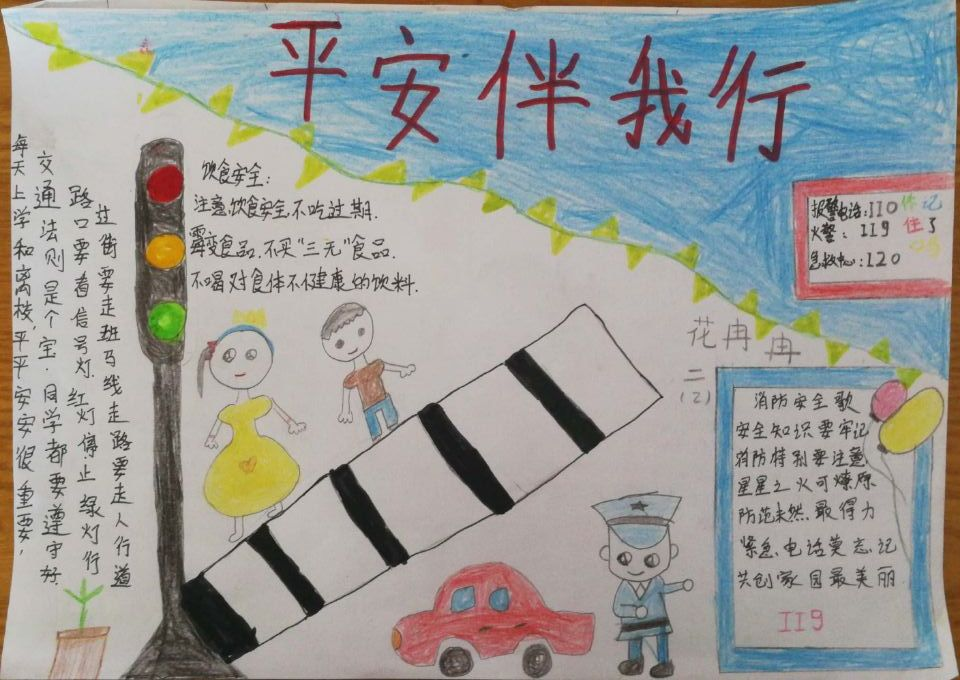 平安伴我行
过街要走斑马线走路要走人行道
路口要看信号灯.红灯停止绿灯行
交通法则是个宝.同学都要遵守好.
每天上学和离校,平平安安很重要,
饮食安全:
注意饮食安全,不吃过期.
霉变食品,不买"三元"食品.
不喝对食体不健康的饮料.
报警电话:110
火警:119
急救中心:120
你记
住了
吗
花冉冉
二
(2)
消防安全歌
安全知识要牢记
消防特别要注意
星星之火可燎原
防范未然最得力
紧急电话莫忘记
共创家园最美丽
119